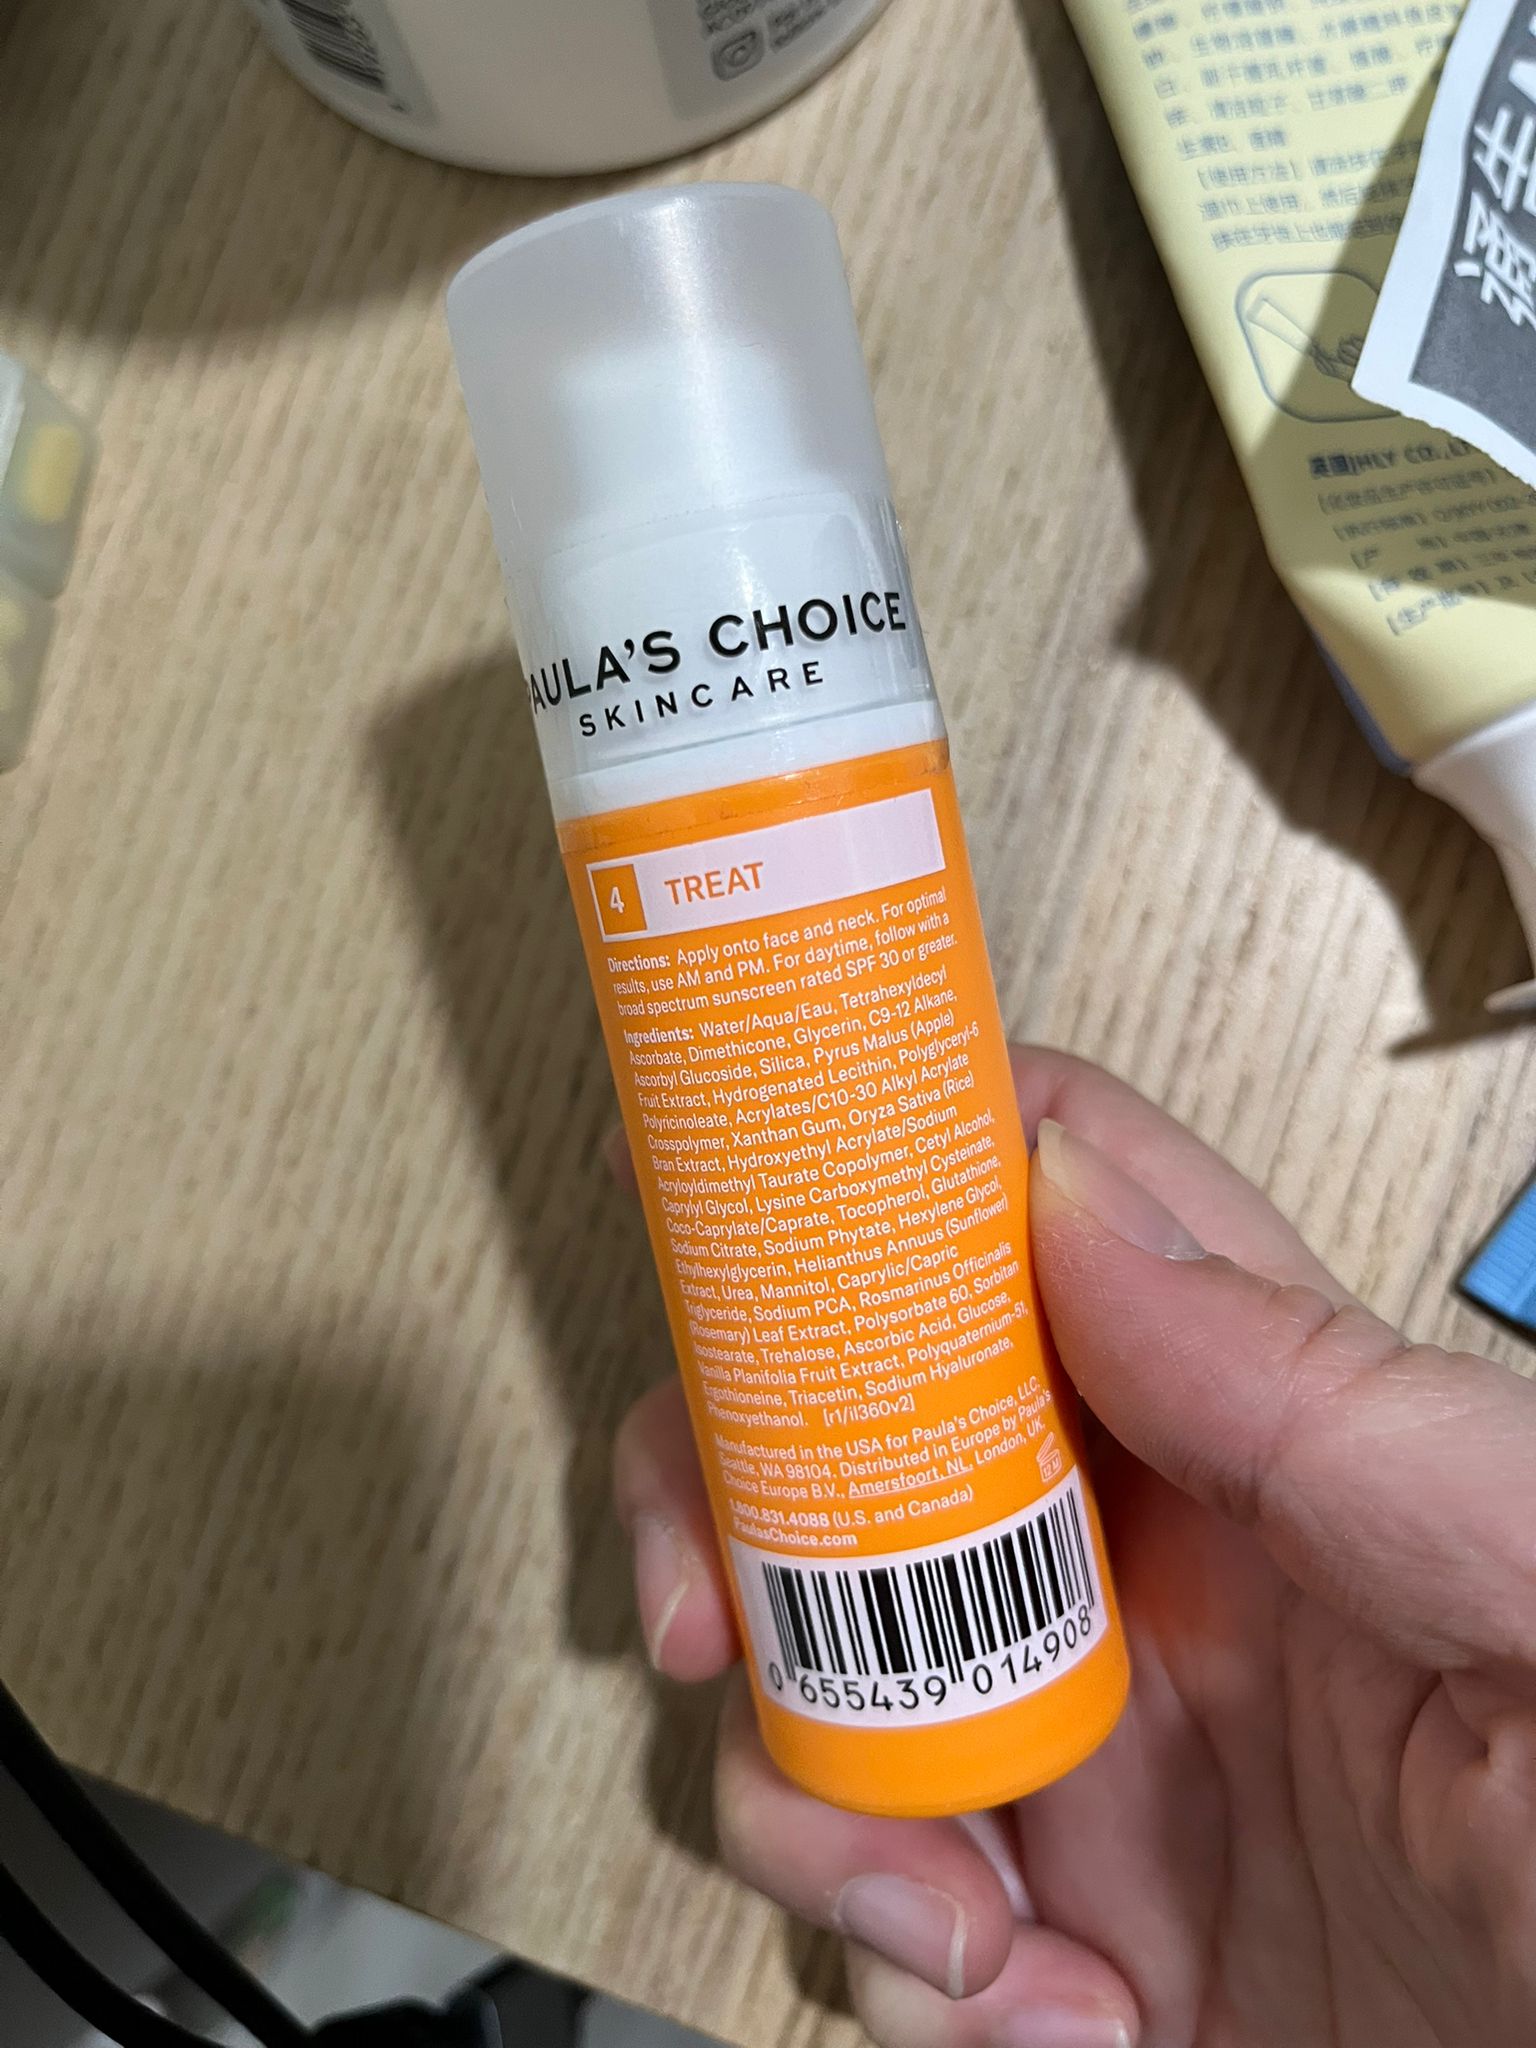 PAULA'S CHOICE
SKINCARE
4 TREAT
Directions: Apply onto face and neck. For optimal
results, use AM and PM. For daytime, follow with a
broad spectrum sunscreen rated SPF 30 or greater.
Ingredients: Water/Aqua/Eau, Tetrahexyldecyl
Ascorbate, Dimethicone, Glycerin, C9-12 Alkane,
Ascorbyl Glucoside, Silica, Pyrus Malus (Apple)
Fruit Extract, Hydrogenated Lecithin, Polyglyceryl-6
Polyricinoleate, Acrylates/C10-30 Alkyl Acrylate
Crosspolymer, Xanthan Gum, Oryza Sativa (Rice)
Bran Extract, Hydroxyethyl Acrylate/Sodium
Acryloyldimethyl Taurate Copolymer, Cetyl Alcohol,
Caprylyl Glycol, Lysine Carboxymethyl Cysteinate,
Coco-Caprylate/Caprate, Tocopherol, Glutathione,
Sodium Citrate, Sodium Phytate, Hexylene Glycol,
Ethylhexylglycerin, Helianthus Annuus (Sunflower)
Extract, Urea, Mannitol, Caprylic/Capric
Triglyceride, Sodium PCA, Rosmarinus Officinalis
(Rosemary) Leaf Extract, Polysorbate 60, Sorbitan
Isostearate, Trehalose, Ascorbic Acid, Glucose,
Vanilla Planifolia Fruit Extract, Polyquaternium-51,
Ergothioneine, Triacetin, Sodium Hyaluronate,
Phenoxyethanol. [r1/il360v2]
Manufactured in the USA for Paula's Choice, LLC.
Seattle, WA 98104. Distributed in Europe by Paula's
Choice Europe B.V., Amersfoort, NL, London, UK.
12 M
1.800.831.4088 (U.S. and Canada)
PaulasChoice.com
0 655439 014908
[使用方法]
HLY CO.,